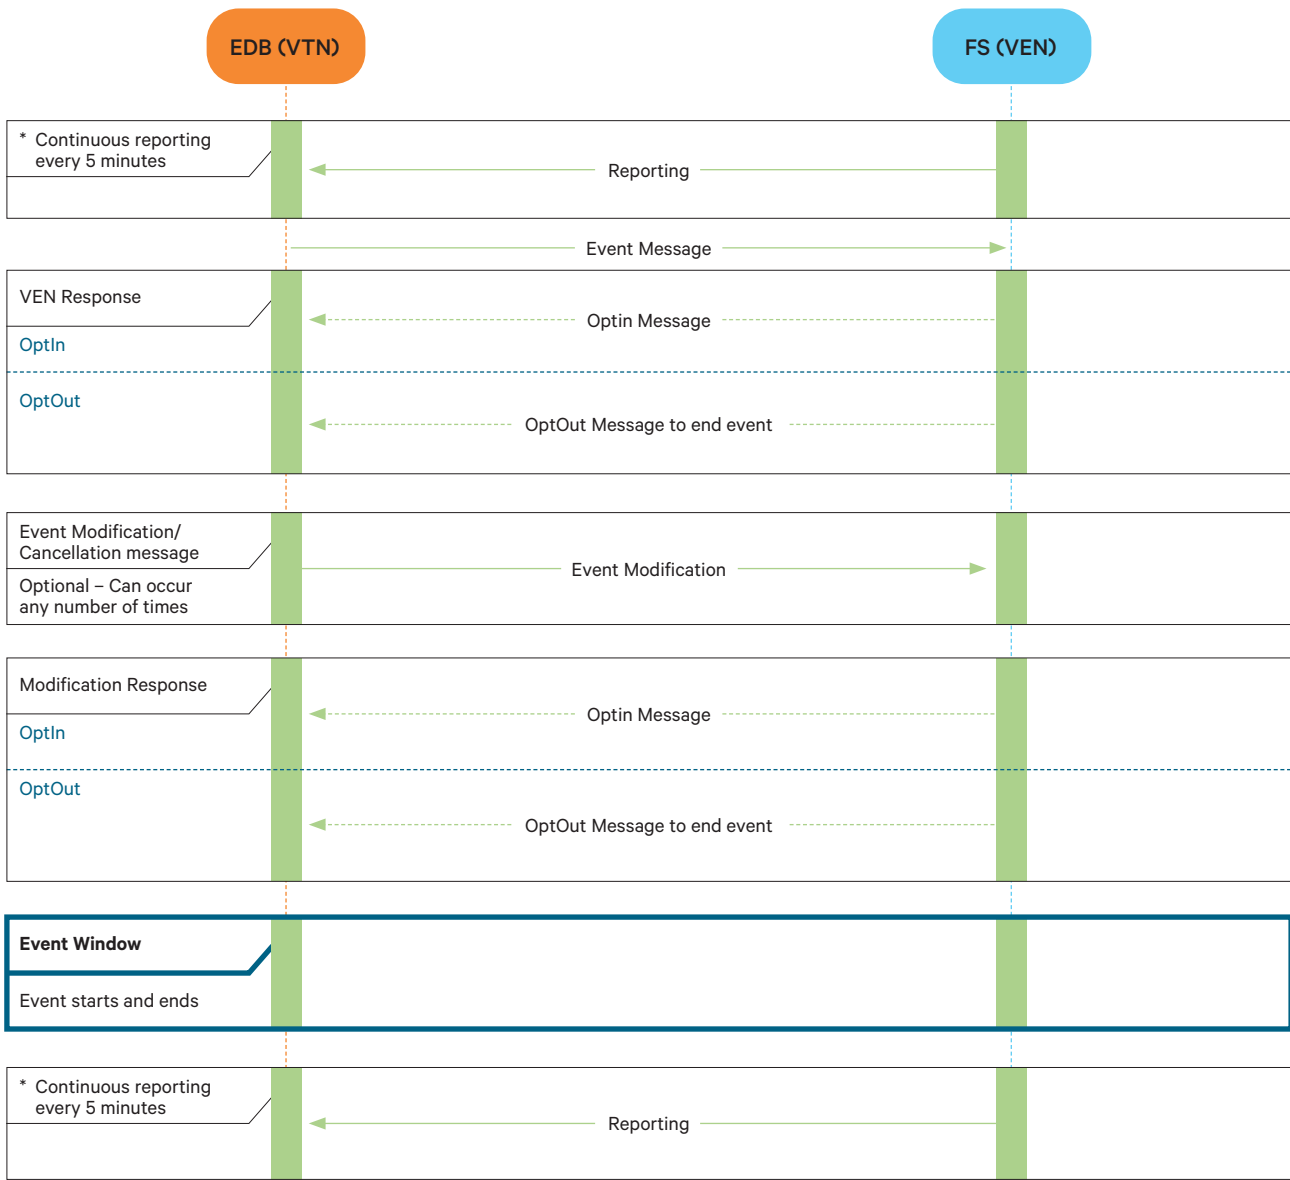 EDB (VTN)
FS (VEN)
* Continuous reporting
every 5 minutes
Reporting
Event Message
VEN Response
Optin Message
OptIn
OptOut
OptOut Message to end event
Event Modification/
Cancellation message
Event Modification
Optional – Can occur
any number of times
Modification Response
Optin Message
OptIn
OptOut
OptOut Message to end event
Event Window
Event starts and ends
* Continuous reporting
every 5 minutes
Reporting